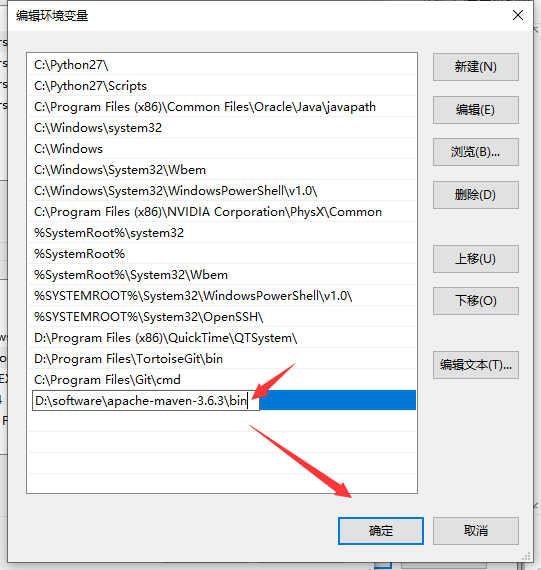 编辑环境变量
C:\Python27\
C:\Python27\Scripts
C:\Program Files (x86)\Common Files\Oracle\Java\javapath
C:\Windows\system32
C:\Windows
C:\Windows\System32\Wbem
C:\Windows\System32\WindowsPowerShell\v1.0\
C:\Program Files (x86)\NVIDIA Corporation\PhysX\Common
%SystemRoot%\system32
%SystemRoot%
%SystemRoot%\System32\Wbem
%SYSTEMROOT%\System32\WindowsPowerShell\v1.0\
%SYSTEMROOT%\System32\OpenSSH\
D:\Program Files (x86)\QuickTime\QTSystem\
D:\Program Files\TortoiseGit\bin
C:\Program Files\Git\cmd
D:\software\apache-maven-3.6.3\bin
新建(N)
编辑(E)
浏览(B)...
删除(D)
上移(U)
下移(O)
编辑文本(T)...
确定
取消